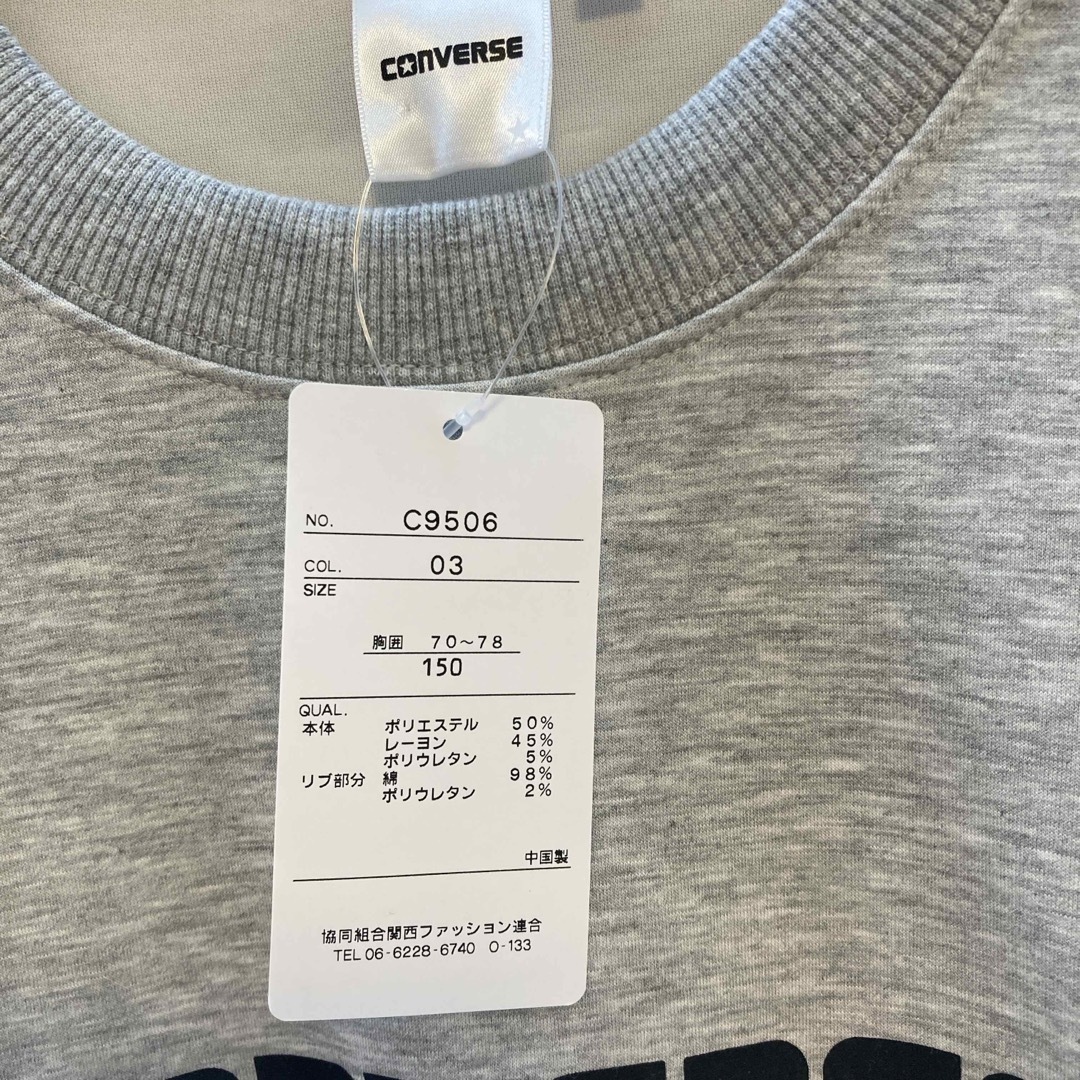 CONVERSE
NO. C9506
COL. 03
SIZE
胸囲 70~78
150
QUAL.
本体 ポリエステル 50%
レーヨン 45%
ポリウレタン 5%
リブ部分 綿 98%
ポリウレタン 2%
中国製
協同組合関西ファッション連合
TEL 06-6228-6740 O-133